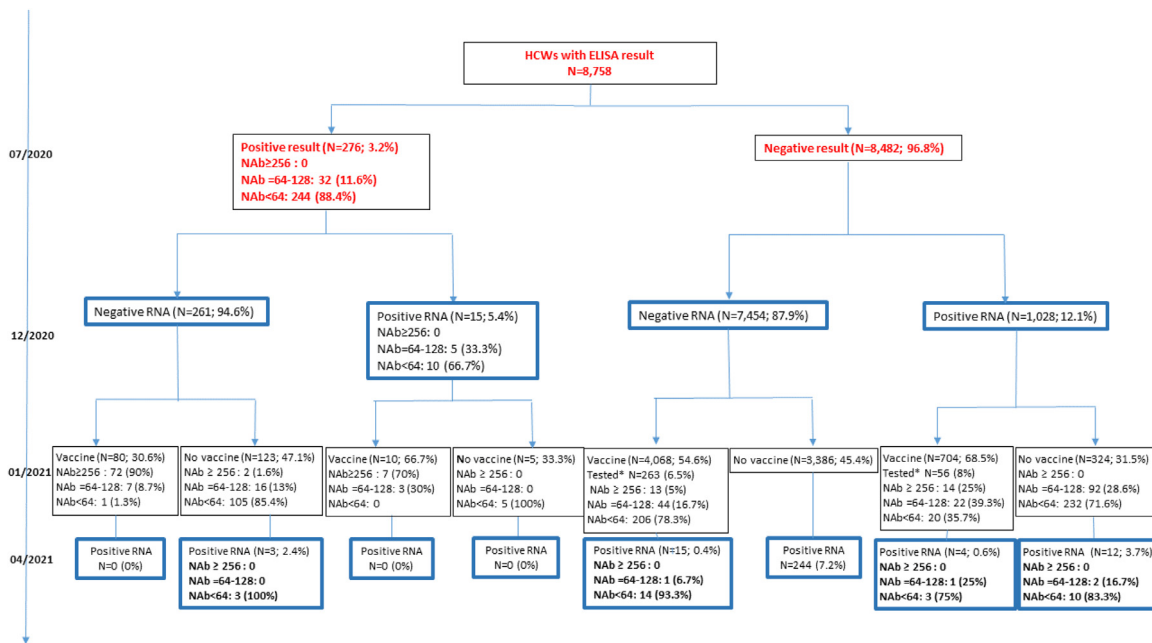 HCWs with ELISA result
N=8,758
07/2020
Positive result (N=276; 3.2%)
NAb≥256 : 0
NAb =64-128: 32 (11.6%)
NAb<64: 244 (88.4%)
Negative result (N=8,482; 96.8%)
12/2020
Negative RNA (N=261; 94.6%)
Positive RNA (N=15; 5.4%)
NAb≥256: 0
NAb=64-128: 5 (33.3%)
NAb<64: 10 (66.7%)
Negative RNA (N=7,454; 87.9%)
Positive RNA (N=1,028; 12.1%)
01/2021
Vaccine (N=80; 30.6%)
NAb≥256 : 72 (90%)
NAb =64-128: 7 (8.7%)
NAb<64: 1 (1.3%)
No vaccine (N=123; 47.1%)
NAb ≥ 256 : 2 (1.6%)
NAb =64-128: 16 (13%)
NAb<64: 105 (85.4%)
Vaccine (N=10; 66.7%)
NAb≥256 : 7 (70%)
NAb =64-128: 3 (30%)
NAb<64: 0
No vaccine (N=5; 33.3%)
NAb ≥ 256 : 0
NAb =64-128: 0
NAb<64: 5 (100%)
Vaccine (N=4,068; 54.6%)
Tested* N=263 (6.5%)
NAb ≥ 256 : 13 (5%)
NAb =64-128: 44 (16.7%)
NAb<64: 206 (78.3%)
No vaccine (N=3,386; 45.4%)
Vaccine (N=704; 68.5%)
Tested* N=56 (8%)
NAb ≥ 256 : 14 (25%)
NAb =64-128: 22 (39.3%)
NAb<64: 20 (35.7%)
No vaccine (N=324; 31.5%)
NAb ≥ 256 : 0
NAb =64-128: 92 (28.6%)
NAb<64: 232 (71.6%)
04/2021
Positive RNA
N=0 (0%)
Positive RNA (N=3; 2.4%)
NAb ≥ 256 : 0
NAb =64-128: 0
NAb<64: 3 (100%)
Positive RNA
N=0 (0%)
Positive RNA
N=0 (0%)
Positive RNA (N=15; 0.4%)
NAb ≥ 256 : 0
NAb =64-128: 1 (6.7%)
NAb<64: 14 (93.3%)
Positive RNA
N=244 (7.2%)
Positive RNA (N=4; 0.6%)
NAb ≥ 256 : 0
NAb =64-128: 1 (25%)
NAb<64: 3 (75%)
Positive RNA (N=12; 3.7%)
NAb ≥ 256 : 0
NAb =64-128: 2 (16.7%)
NAb<64: 10 (83.3%)